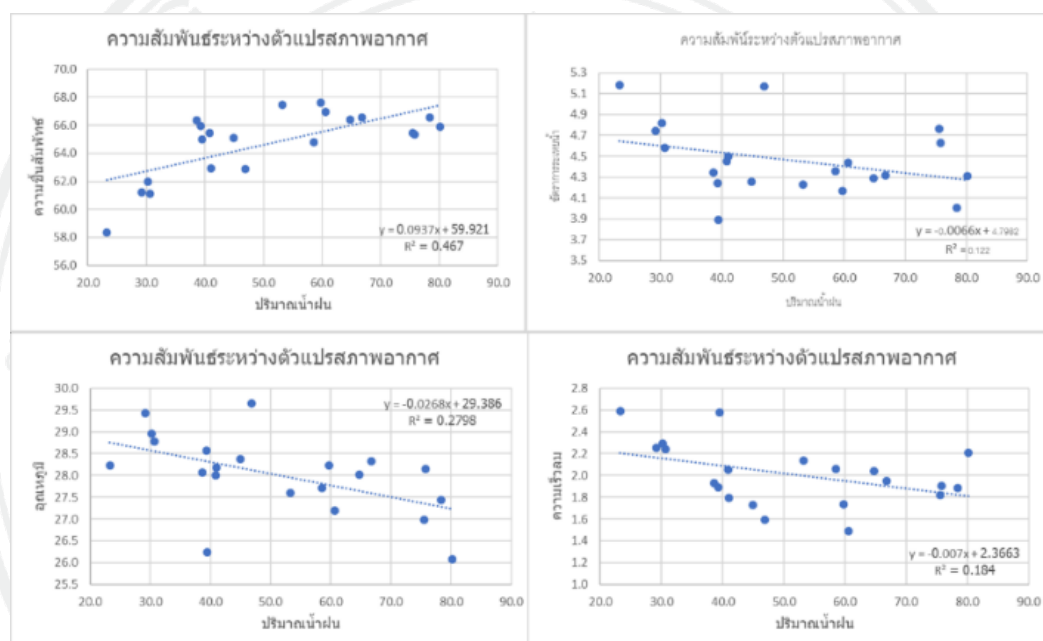 ความสัมพันธ์ระหว่างตัวแปรสภาพอากาศ
70.0
68.0
66.0
64.0
62.0
60.0
58.0
56.0
ความชื้นสัมพัทธ์
y = 0.0937x + 59.921
R² = 0.467
20.0 30.0 40.0 50.0 60.0 70.0 80.0 90.0
ปริมาณน้ำฝน
ความสัมพันธ์ระหว่างตัวแปรสภาพอากาศ
5.3
5.1
4.9
4.7
4.5
4.3
4.1
3.9
3.7
3.5
อัตราการระเหยน้ำ
y = -0.0066x + 4.7982
R² = 0.122
20.0 30.0 40.0 50.0 60.0 70.0 80.0 90.0
ปริมาณน้ำฝน
ความสัมพันธ์ระหว่างตัวแปรสภาพอากาศ
30.0
29.5
29.0
28.5
28.0
27.5
27.0
26.5
26.0
25.5
อุณหภูมิ
y = -0.0268x + 29.386
R² = 0.2798
20.0 30.0 40.0 50.0 60.0 70.0 80.0 90.0
ปริมาณน้ำฝน
ความสัมพันธ์ระหว่างตัวแปรสภาพอากาศ
2.8
2.6
2.4
2.2
2.0
1.8
1.6
1.4
1.2
1.0
ความเร็วลม
y = -0.007x + 2.3663
R² = 0.184
20.0 30.0 40.0 50.0 60.0 70.0 80.0 90.0
ปริมาณน้ำฝน